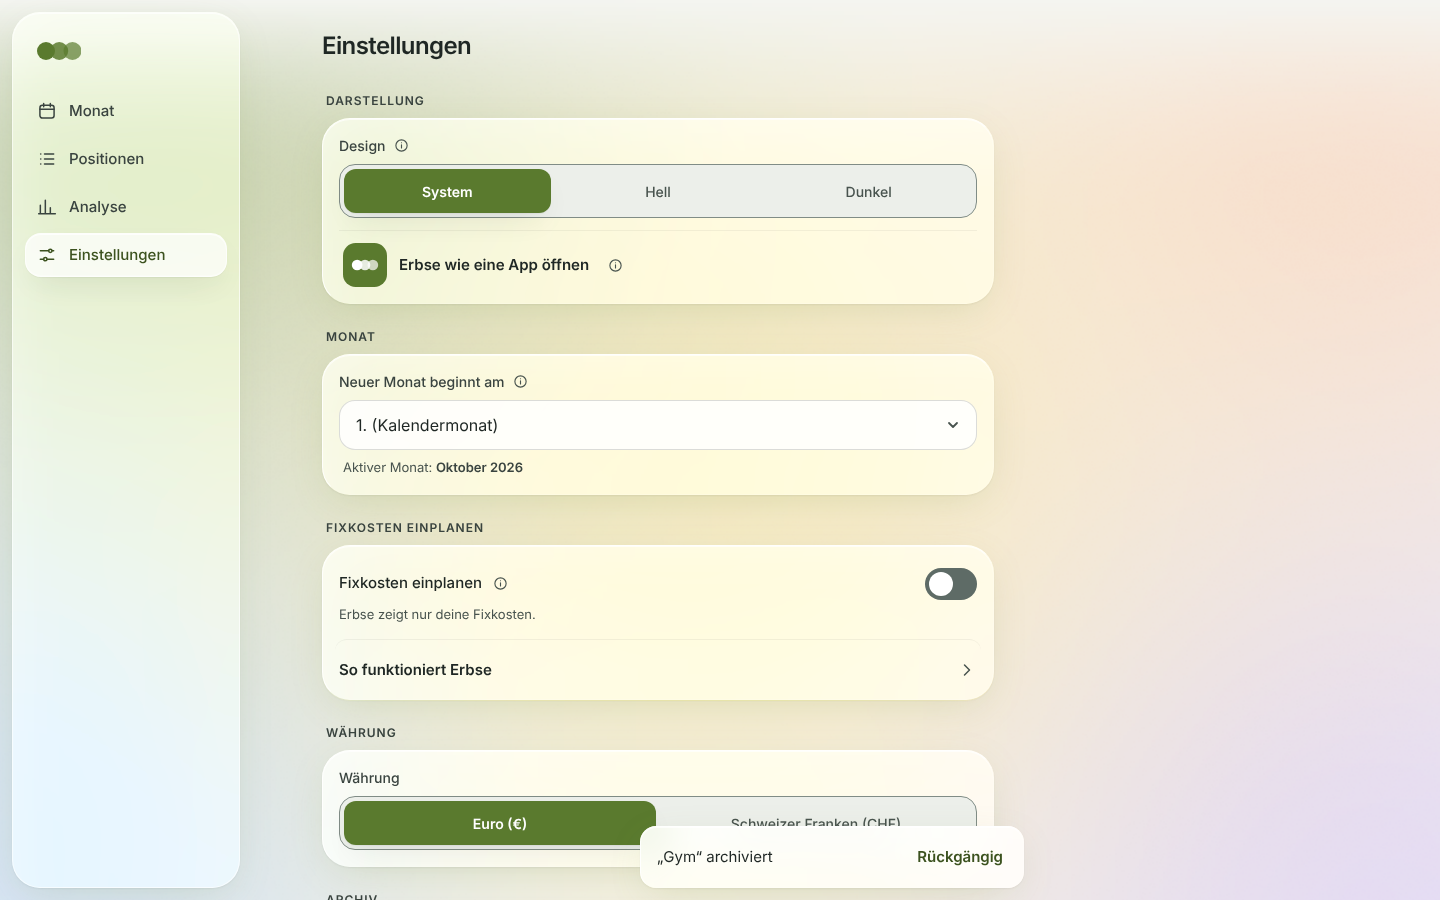 Einstellungen
Monat
Positionen
Analyse
Einstellungen
DARSTELLUNG
Design
System
Hell
Dunkel
Erbse wie eine App öffnen
MONAT
Neuer Monat beginnt am
1. (Kalendermonat)
Aktiver Monat: Oktober 2026
FIXKOSTEN EINPLANEN
Fixkosten einplanen
Erbse zeigt nur deine Fixkosten.
So funktioniert Erbse
WÄHRUNG
Währung
Euro (€)
Schweizer Franken (CHF)
„Gym“ archiviert
Rückgängig
ARCHIV